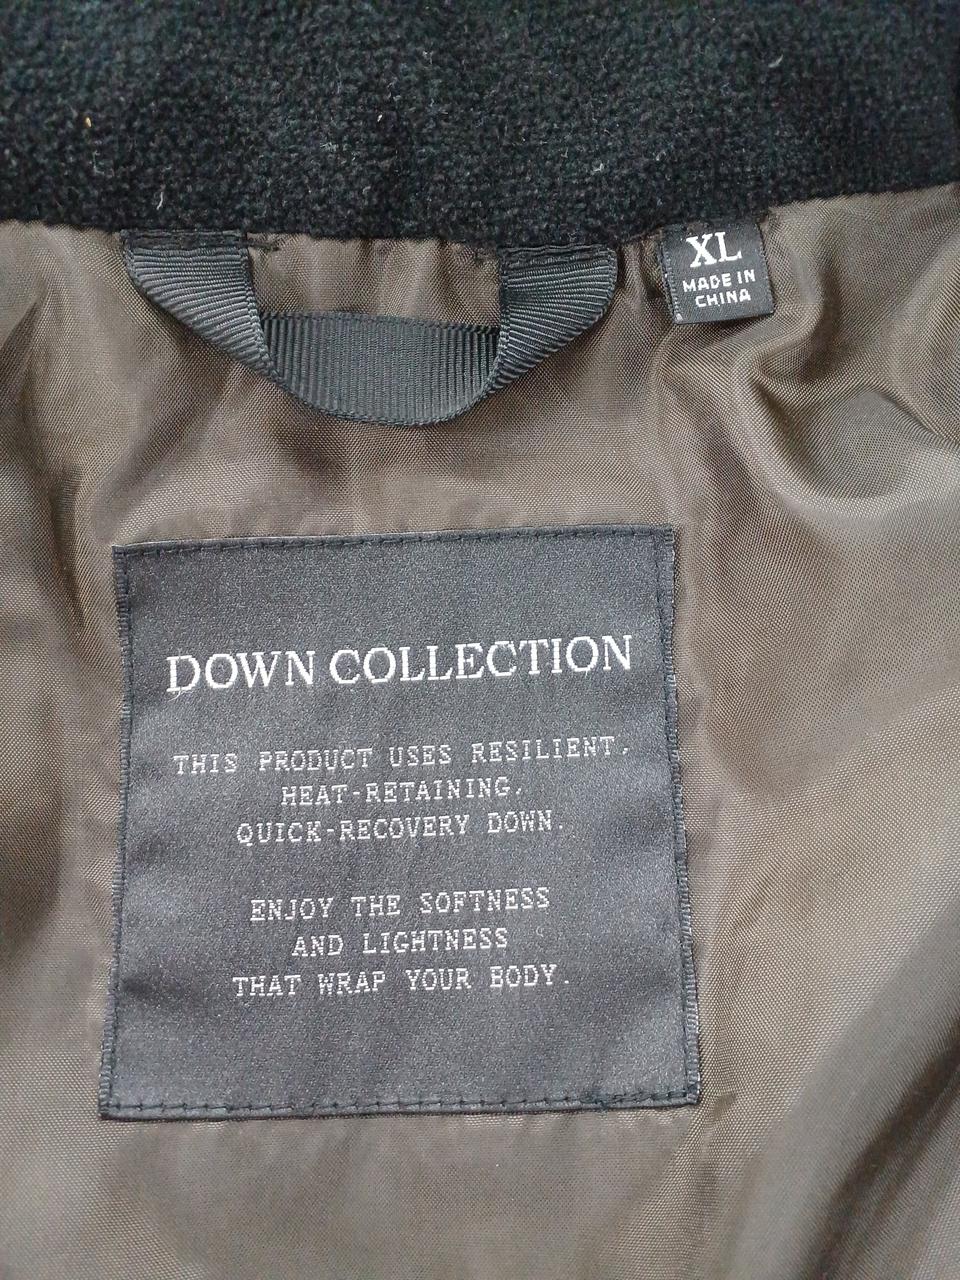 XL
MADE IN
CHINA
DOWN COLLECTION
THIS PRODUCT USES RESILIENT,
HEAT-RETAINING,
QUICK-RECOVERY DOWN.
ENJOY THE SOFTNESS
AND LIGHTNESS
THAT WRAP YOUR BODY.